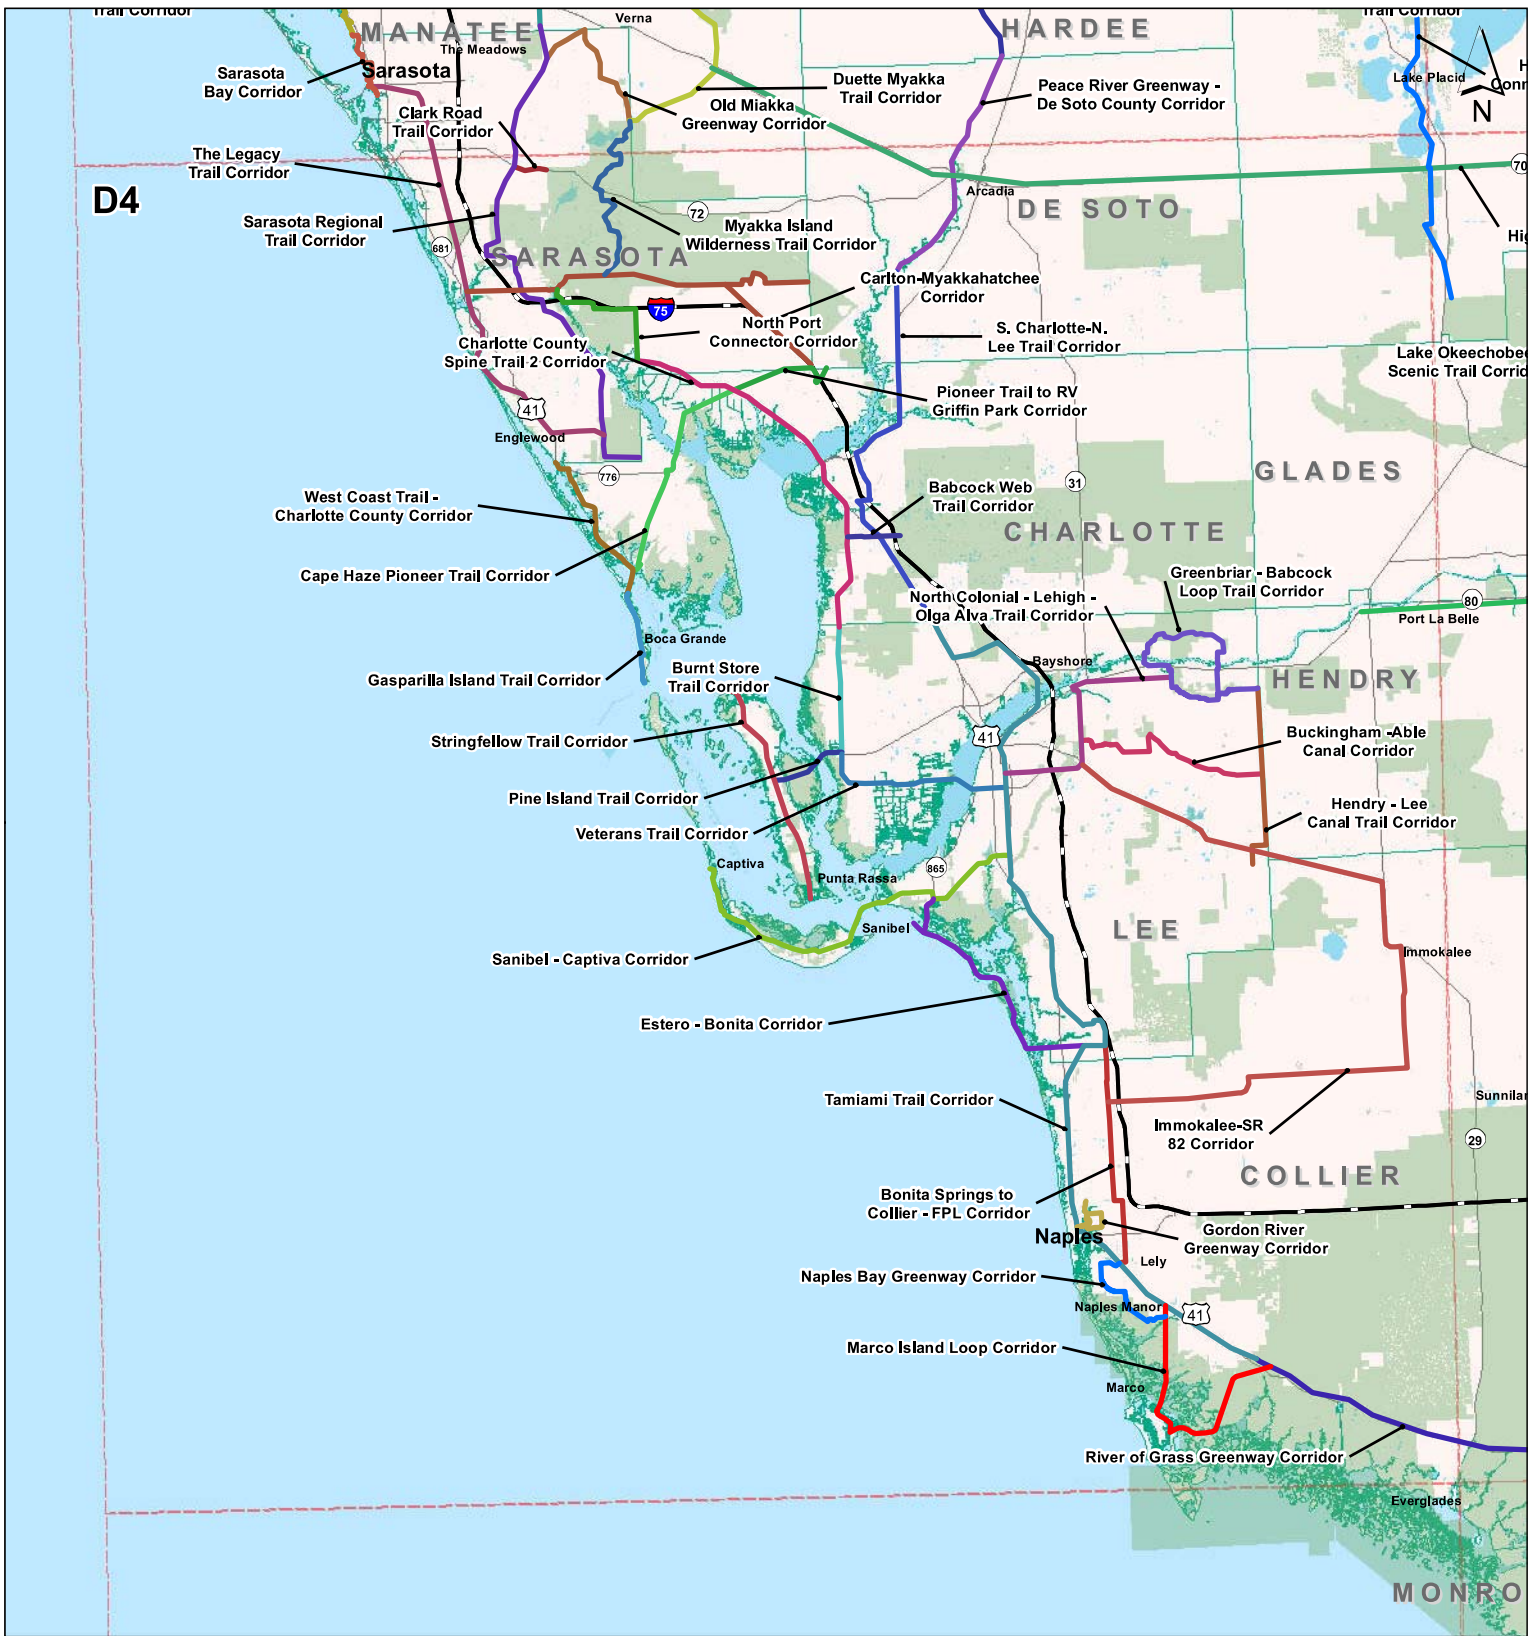 Trail Corridor
MANATEE
Verna
The Meadows
HARDEE
Trail Corridor
Sarasota
Bay Corridor
Sarasota
Clark Road
Trail Corridor
Duette Myakka
Trail Corridor
Old Miakka
Greenway Corridor
Peace River Greenway -
De Soto County Corridor
Lake Placid
H
Conn
N
The Legacy
Trail Corridor
D4
70
Arcadia
DE SOTO
72
Sarasota Regional
Trail Corridor
681
SARASOTA
Myakka Island
Wilderness Trail Corridor
Hig
Carlton-Myakkahatchee
Corridor
75
North Port
Connector Corridor
S. Charlotte-N.
Lee Trail Corridor
Charlotte County
Spine Trail-2 Corridor
Lake Okeechobee
Scenic Trail Corrid
Pioneer Trail to RV
Griffin Park Corridor
41
Englewood
776
GLADES
31
West Coast Trail -
Charlotte County Corridor
Babcock Web
Trail Corridor
CHARLOTTE
Cape Haze Pioneer Trail Corridor
Greenbriar - Babcock
Loop Trail Corridor
North Colonial - Lehigh -
Olga Alva Trail Corridor
80
Port La Belle
Boca Grande
Bayshore
Gasparilla Island Trail Corridor
Burnt Store
Trail Corridor
HENDRY
Stringfellow Trail Corridor
41
Buckingham -Able
Canal Corridor
Pine Island Trail Corridor
Hendry - Lee
Canal Trail Corridor
Veterans Trail Corridor
Captiva
Punta Rassa
865
Sanibel
LEE
Immokalee
Sanibel - Captiva Corridor
Estero - Bonita Corridor
Tamiami Trail Corridor
Sunnilan
Immokalee-SR
82 Corridor
29
COLLIER
Bonita Springs to
Collier - FPL Corridor
Naples
Gordon River
Greenway Corridor
Lely
Naples Bay Greenway Corridor
Naples Manor
41
Marco Island Loop Corridor
Marco
River of Grass Greenway Corridor
Everglades
MONRO